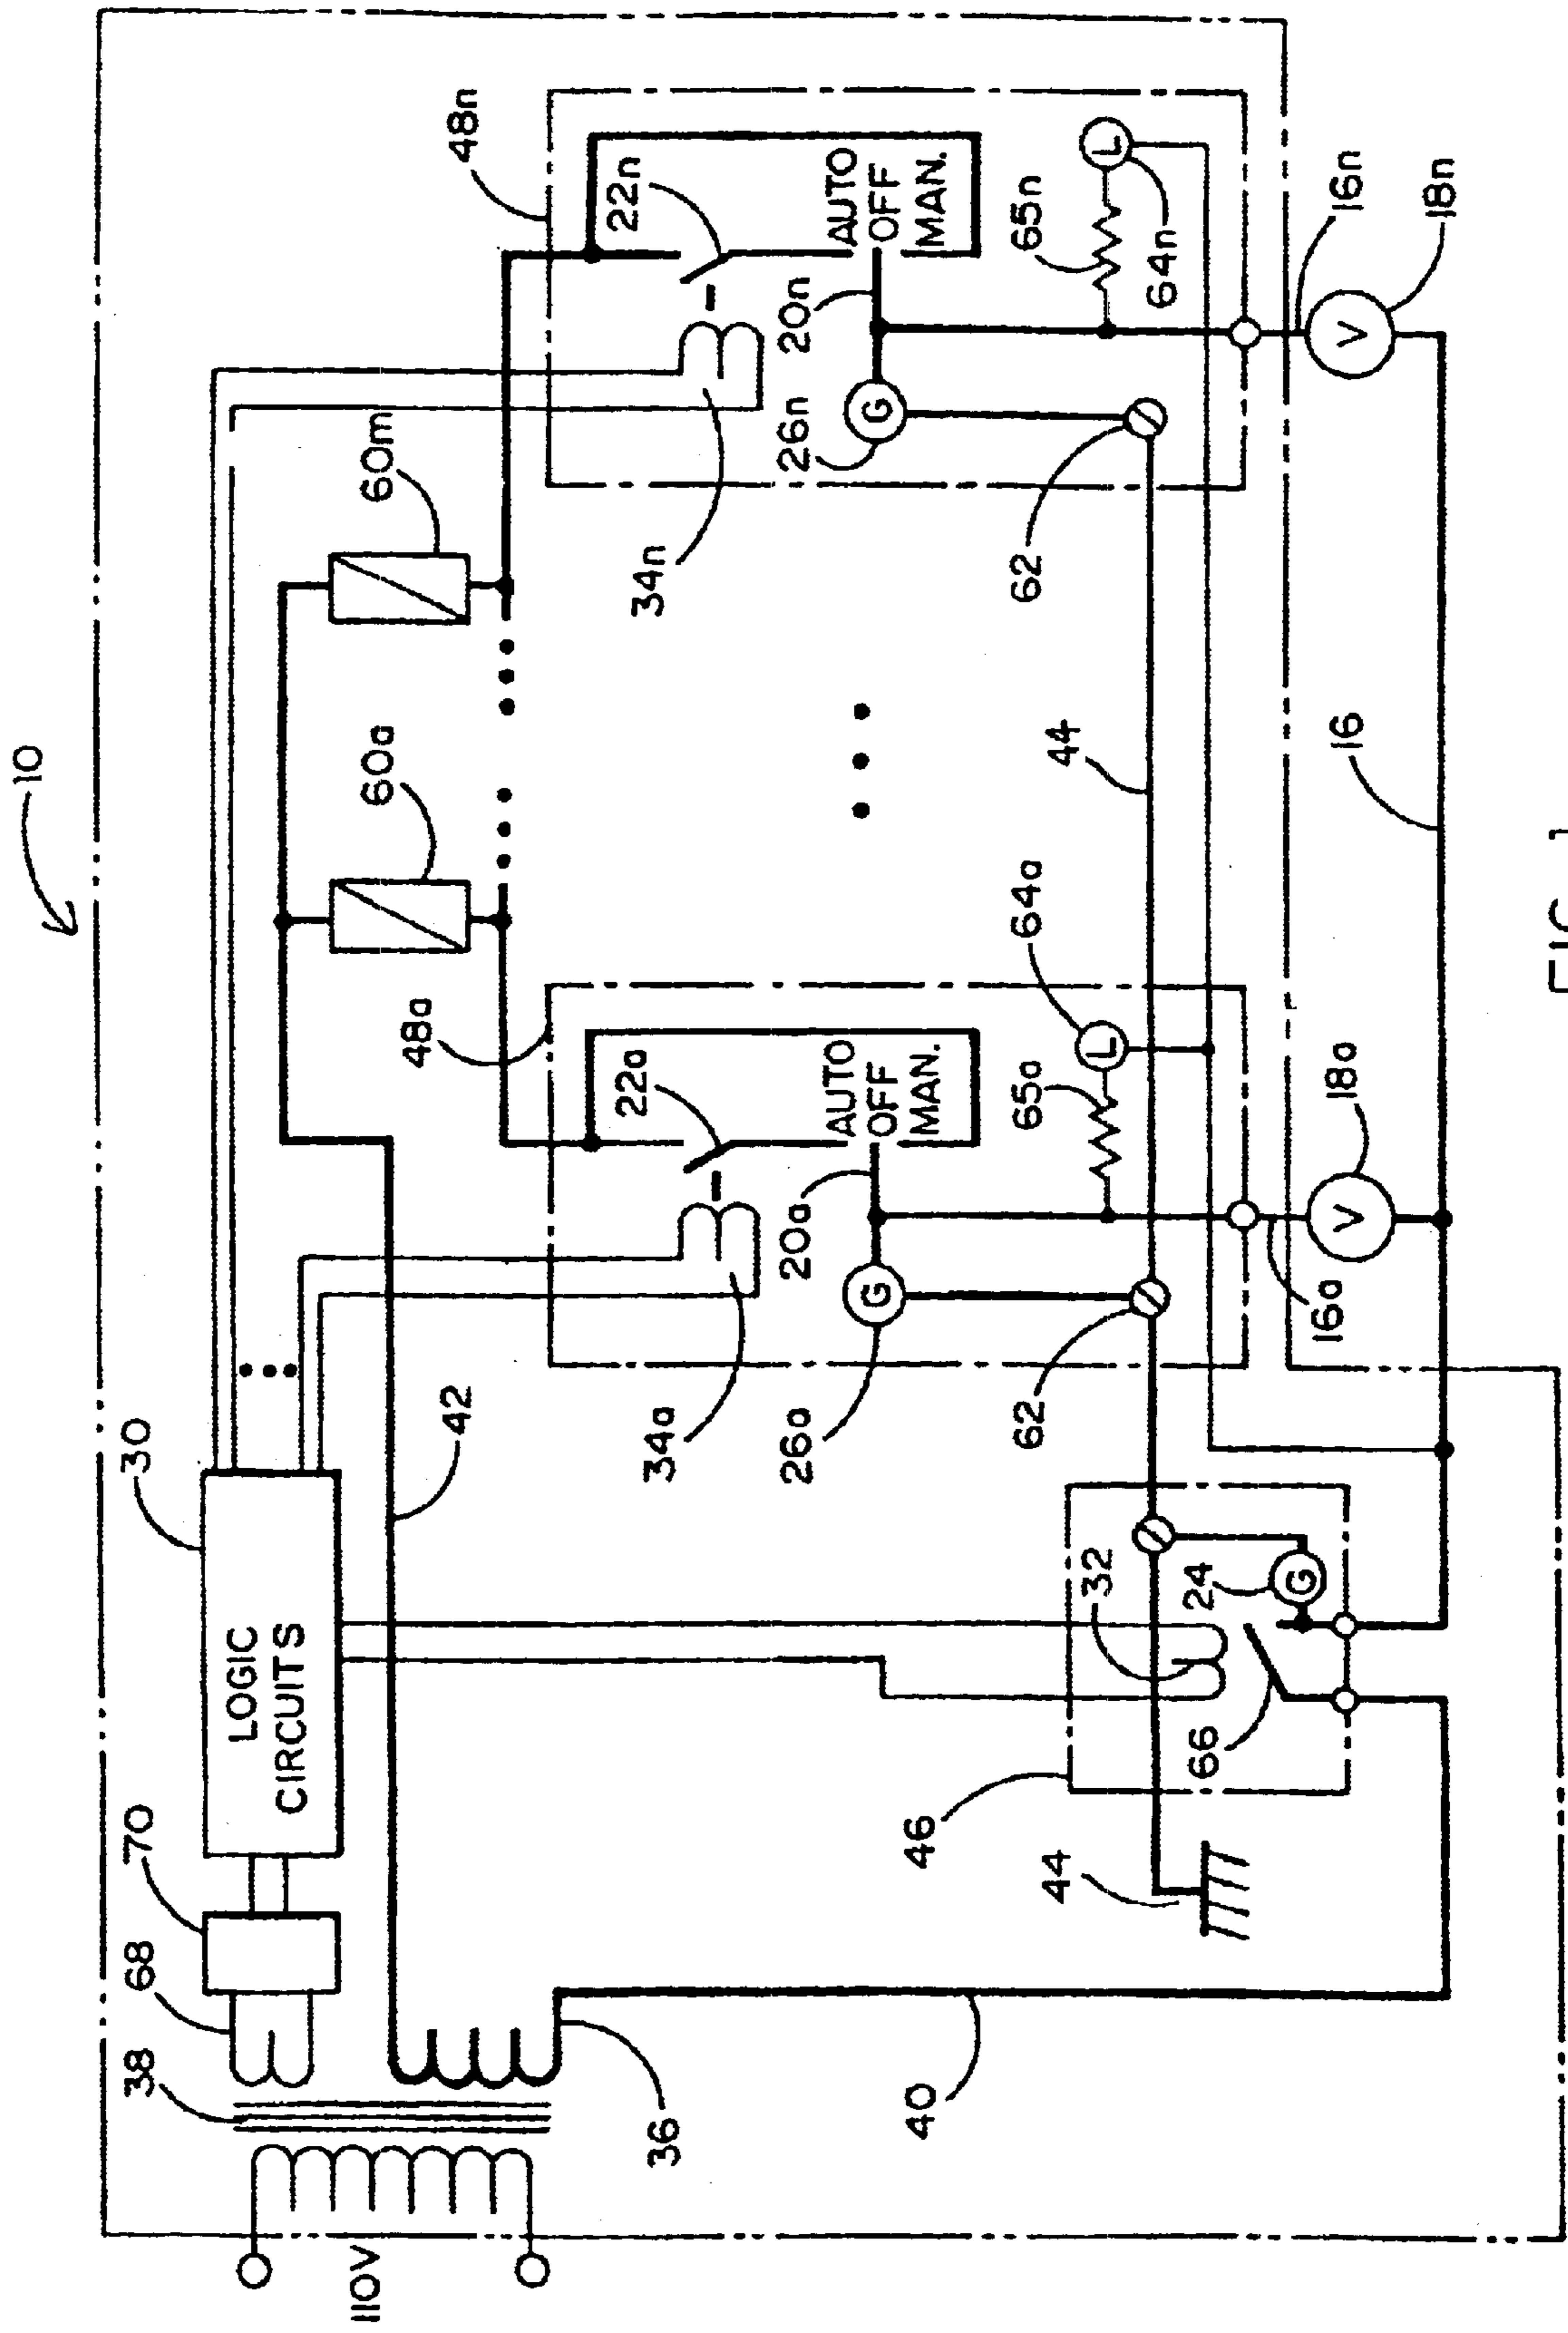 10
48n
22n
AUTO
OFF
MAN.
65n
L
64n
16n
18n
V
20n
G
26n
34n
60m
62
60a
44
16
48a
22a
AUTO
OFF
MAN.
64a
L
65a
18a
V
16a
20a
G
26a
34a
62
42
30
LOGIC
CIRCUITS
32
24
G
66
46
44
70
68
38
36
40
110V